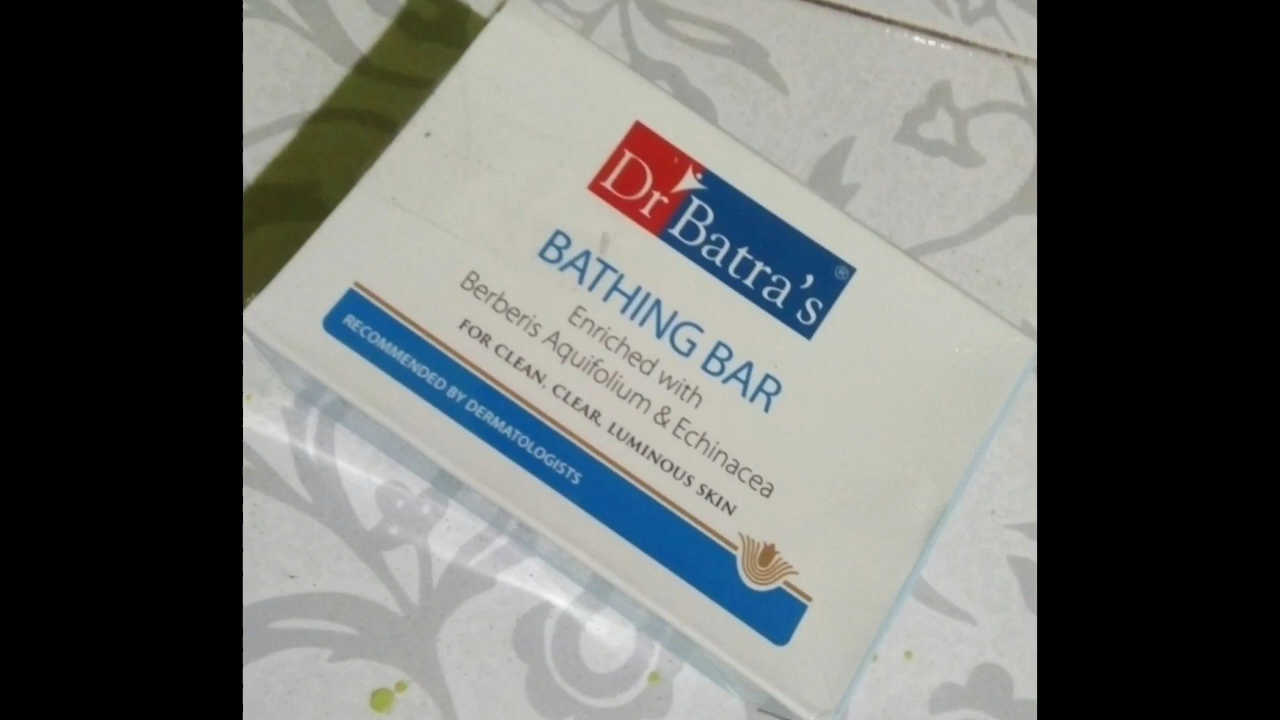 Dr Batra's®
BATHING BAR
Enriched with
Berberis Aquifolium & Echinacea
FOR CLEAN, CLEAR, LUMINOUS SKIN
RECOMMENDED BY DERMATOLOGISTS